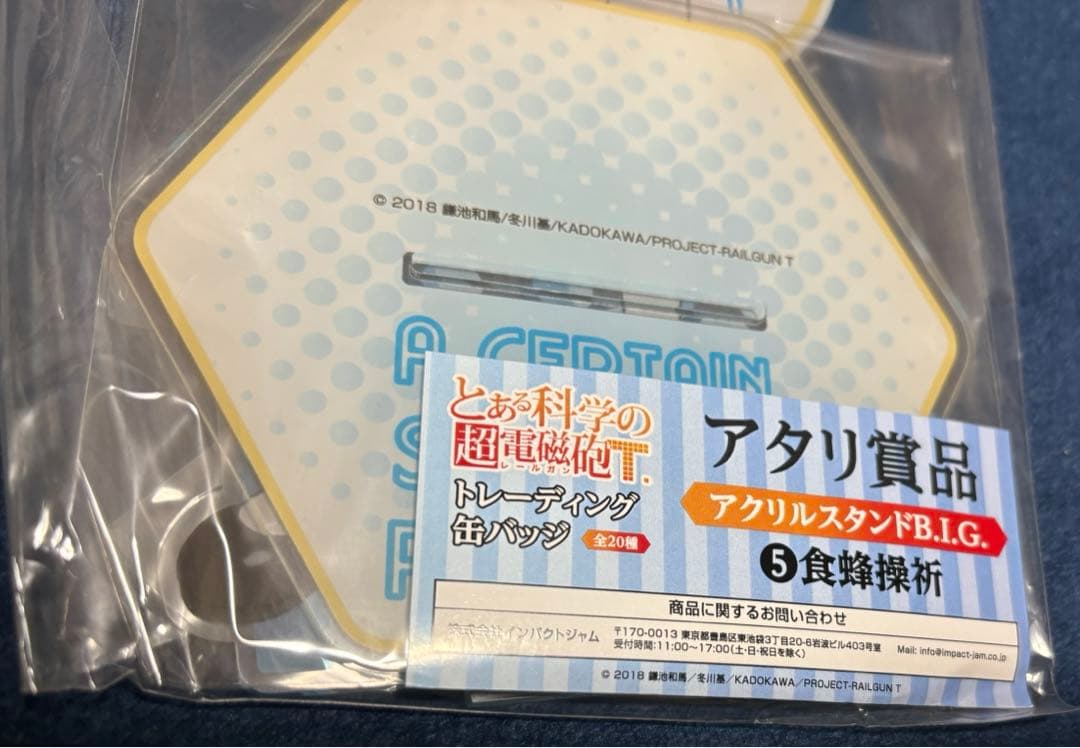 © 2018 鎌池和馬/冬川基/KADOKAWA/PROJECT-RAILGUN T
A CERTAIN
S
R
とある科学の
超電磁砲T
レールガン
トレーディング
缶バッジ 全20種
アタリ賞品
アクリルスタンドB.I.G.
❺食蜂操祈
商品に関するお問い合わせ
株式会社インパクトジャム
〒170-0013 東京都豊島区東池袋3丁目20-6岩波ビル403号室
受付時間:11:00〜17:00(土・日・祝日を除く)
Mail: info@impact-jam.co.jp
© 2018 鎌池和馬/冬川基/KADOKAWA/PROJECT-RAILGUN T